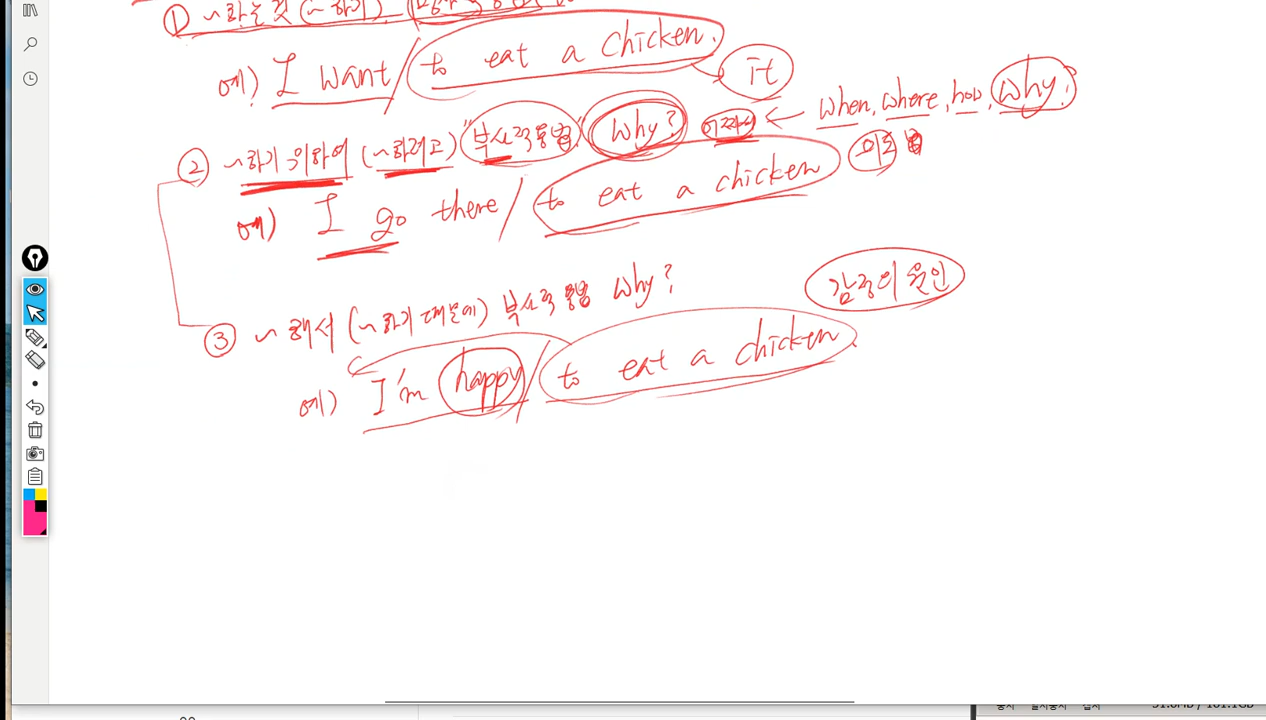 ① ~하는 것 (~하기)
예) I want / to eat a chicken.
it
when, where, how, why?
② ~하기 위하여 (~하려고) "부사적용법" why?
의도
예) I go there / to eat a chicken
감정의 원인
③ ~해서 (~하기 때문에) 부사적 용법 why?
예) I'm happy / to eat a chicken.